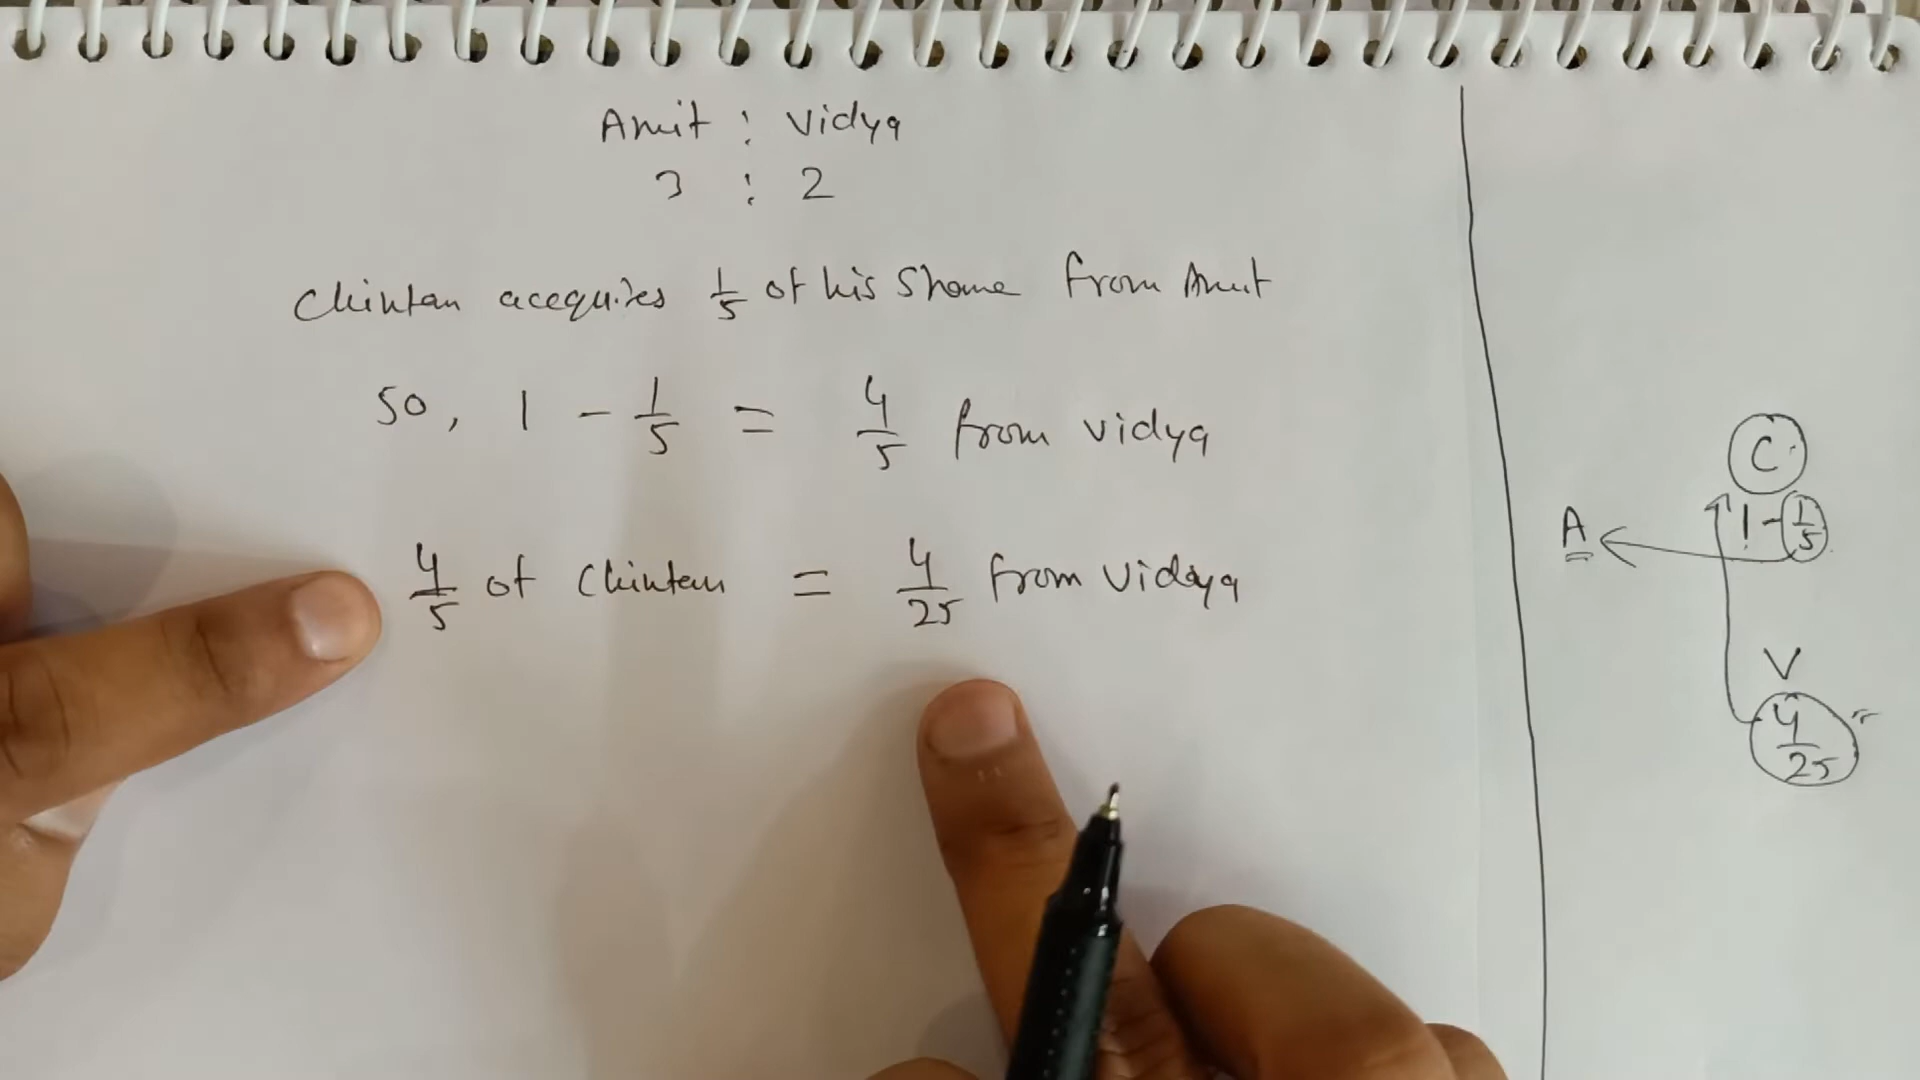 Amit : Vidya
3 : 2
Chintan acequires 1/5 of his Share from Amit
so, 1 - 1/5 = 4/5 from vidya
4/5 of Chintan = 4/25 from Vidya
C
A 1 - 1/5
V
4/25